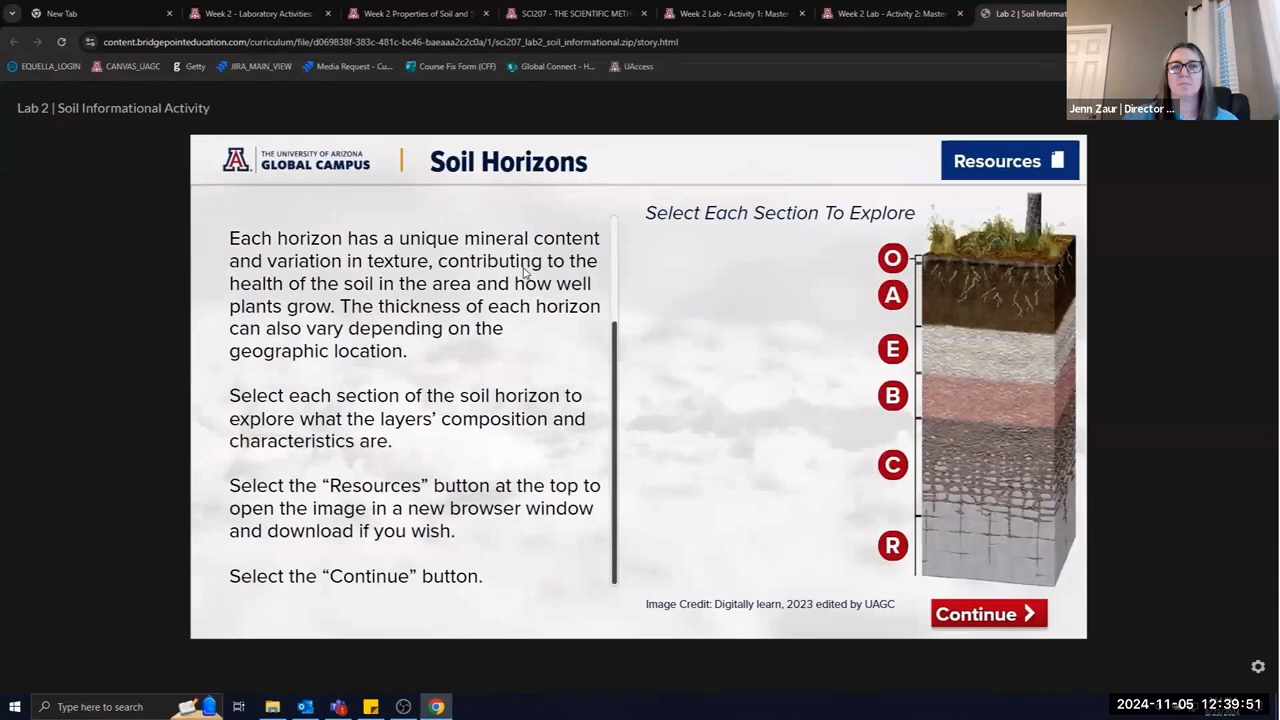 New Tab
Week 2 - Laboratory Activities:
Week 2 Properties of Soil and
SCI207 - THE SCIENTIFIC METH
Week 2 Lab - Activity 1: Master
Week 2 Lab - Activity 2: Master
Lab 2 | Soil Informa
content.bridgepointeducation.com/curriculum/file/d069838f-383c-481c-bc46-baeaaa2c2c0a/1/sci207_lab2_soil_informational.zip/story.html
EQUELLA_LOGIN
CANVAS_UAGC
Getty
JIRA_MAIN_VIEW
Media Request - Cu...
Course Fix Form (CFF)
Global Connect - H...
UAccess
Jenn Zaur | Director ...
Lab 2 | Soil Informational Activity
THE UNIVERSITY OF ARIZONA
GLOBAL CAMPUS
Soil Horizons
Resources
Each horizon has a unique mineral content
and variation in texture, contributing to the
health of the soil in the area and how well
plants grow. The thickness of each horizon
can also vary depending on the
geographic location.
Select each section of the soil horizon to
explore what the layers’ composition and
characteristics are.
Select the “Resources” button at the top to
open the image in a new browser window
and download if you wish.
Select the “Continue” button.
Select Each Section To Explore
O
A
E
B
C
R
Image Credit: Digitally learn, 2023 edited by UAGC
Continue
Type here to search
2024-11-05 12:39:51